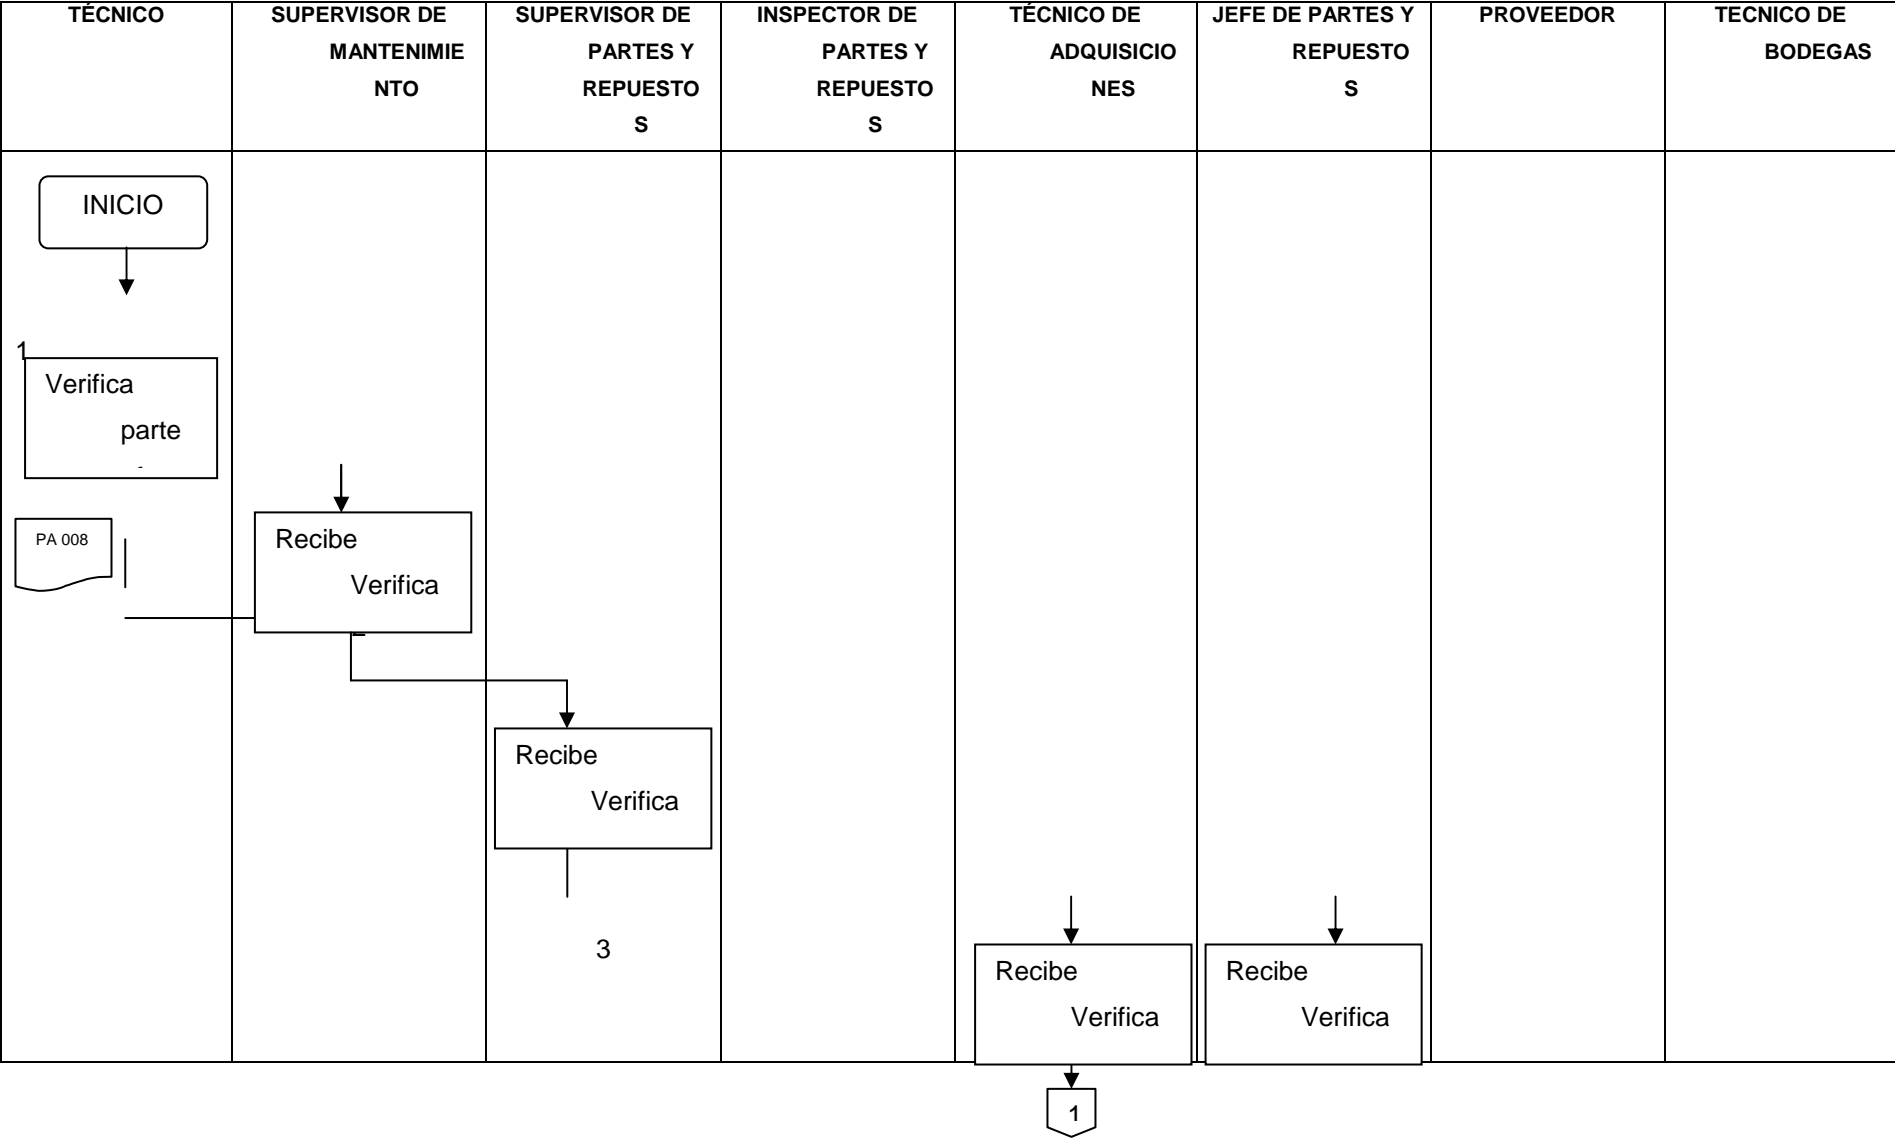 TÉCNICO
SUPERVISOR DE
MANTENIMIE
NTO
SUPERVISOR DE
PARTES Y
REPUESTO
S
INSPECTOR DE
PARTES Y
REPUESTO
S
TÉCNICO DE
ADQUISICIO
NES
JEFE DE PARTES Y
REPUESTO
S
PROVEEDOR
TECNICO DE
BODEGAS
INICIO
1
Verifica
parte
PA 008
Recibe
Verifica
Recibe
Verifica
3
Recibe
Verifica
Recibe
Verifica
1